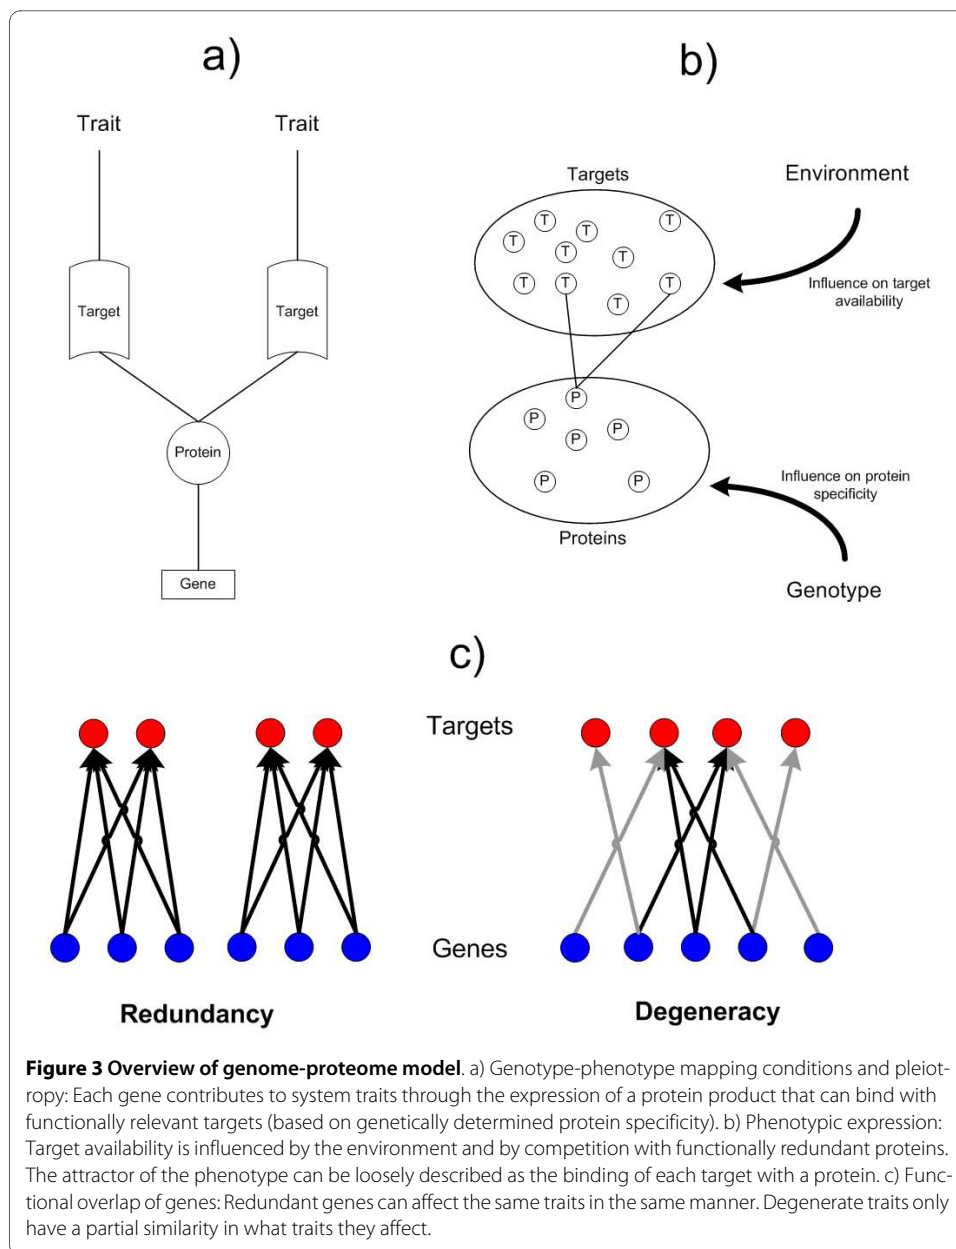 a)
Trait
Trait
Target
Target
Protein
Gene
b)
Targets
Environment
T
T
T
T
T
T
T
T
T
T
Influence on target
availability
P
P
P
P
P
P
Influence on protein
specificity
Proteins
Genotype
c)
Targets
Genes
Redundancy
Degeneracy
Figure 3 Overview of genome-proteome model. a) Genotype-phenotype mapping conditions and pleiot-
ropy: Each gene contributes to system traits through the expression of a protein product that can bind with
functionally relevant targets (based on genetically determined protein specificity). b) Phenotypic expression:
Target availability is influenced by the environment and by competition with functionally redundant proteins.
The attractor of the phenotype can be loosely described as the binding of each target with a protein. c) Func-
tional overlap of genes: Redundant genes can affect the same traits in the same manner. Degenerate traits only
have a partial similarity in what traits they affect.